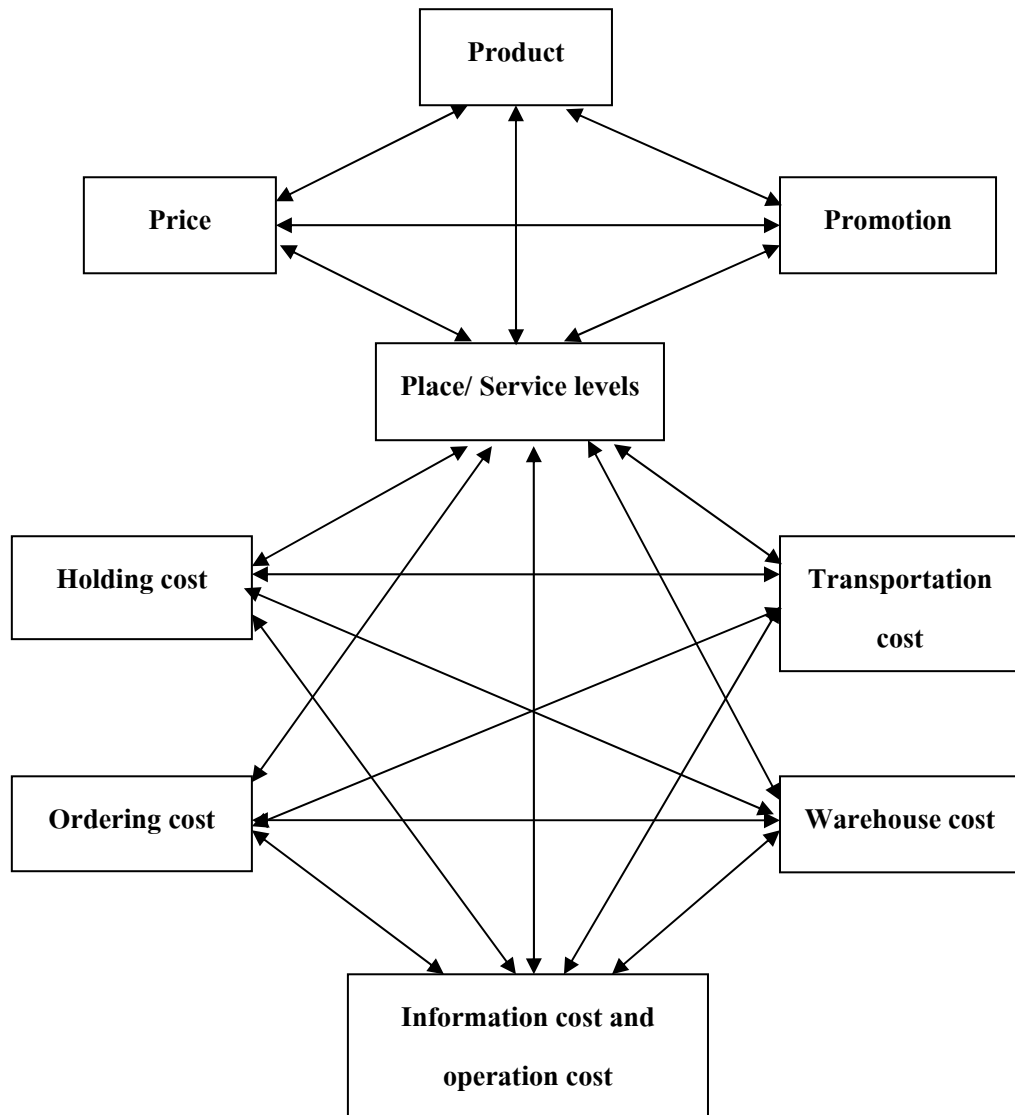 Product
Price
Promotion
Place/ Service levels
Holding cost
Transportation
cost
Ordering cost
Warehouse cost
Information cost and
operation cost